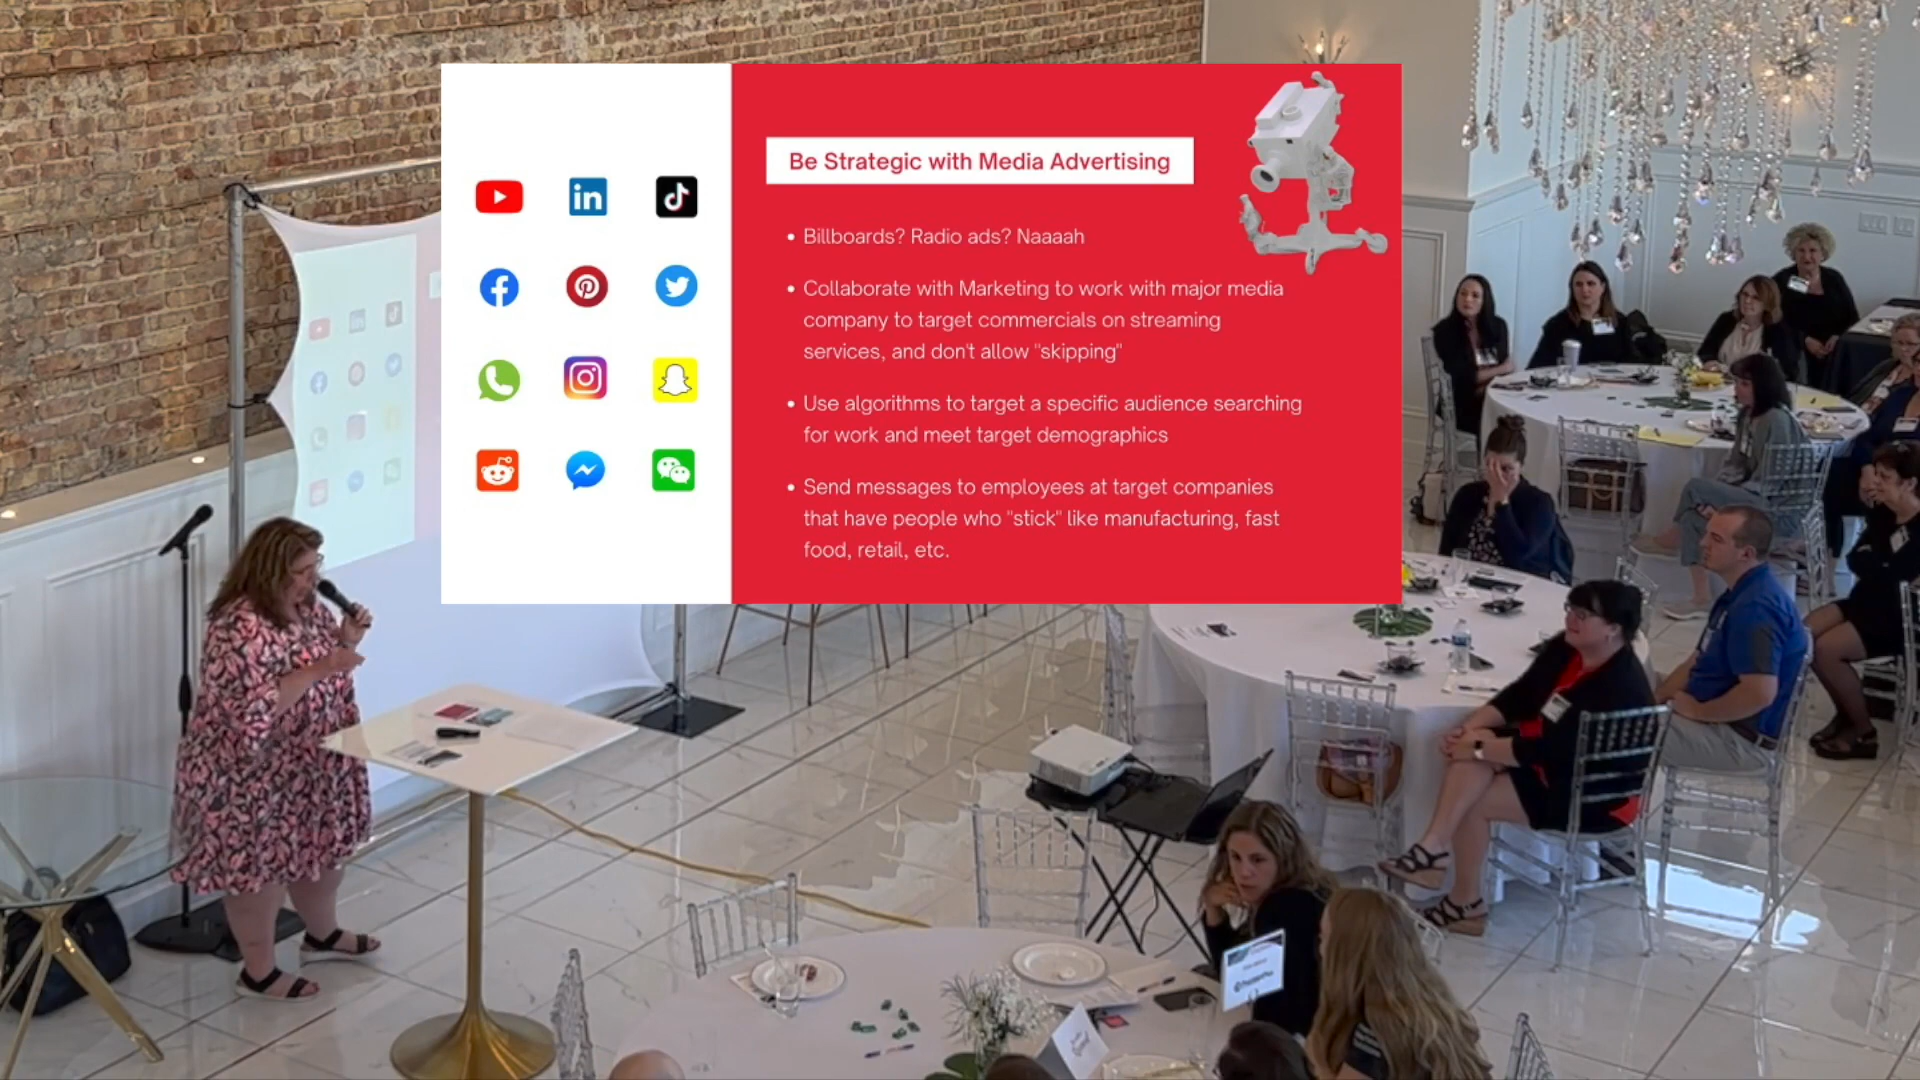 Be Strategic with Media Advertising
• Billboards? Radio ads? Naaaah
• Collaborate with Marketing to work with major media
company to target commercials on streaming
services, and don't allow "skipping"
• Use algorithms to target a specific audience searching
for work and meet target demographics
• Send messages to employees at target companies
that have people who "stick" like manufacturing, fast
food, retail, etc.
in